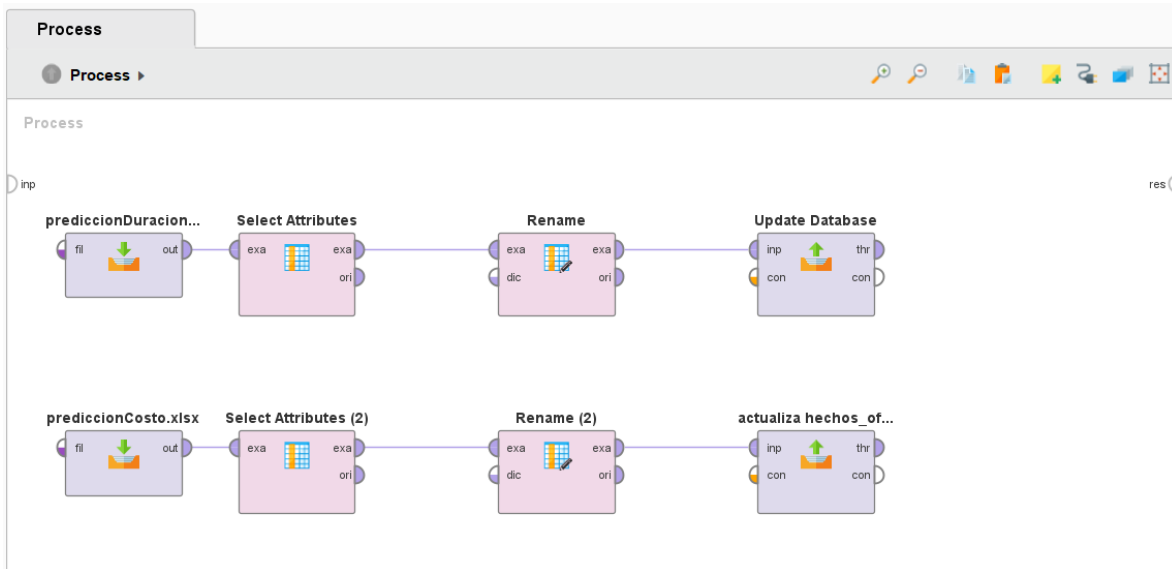 Process
Process
Process
inp
res
prediccionDuracion... Select Attributes Rename Update Database
fil out exa exa exa exa inp thr
ori dic ori con con
prediccionCosto.xlsx Select Attributes (2) Rename (2) actualiza hechos_of...
fil out exa exa exa exa inp thr
ori dic ori con con